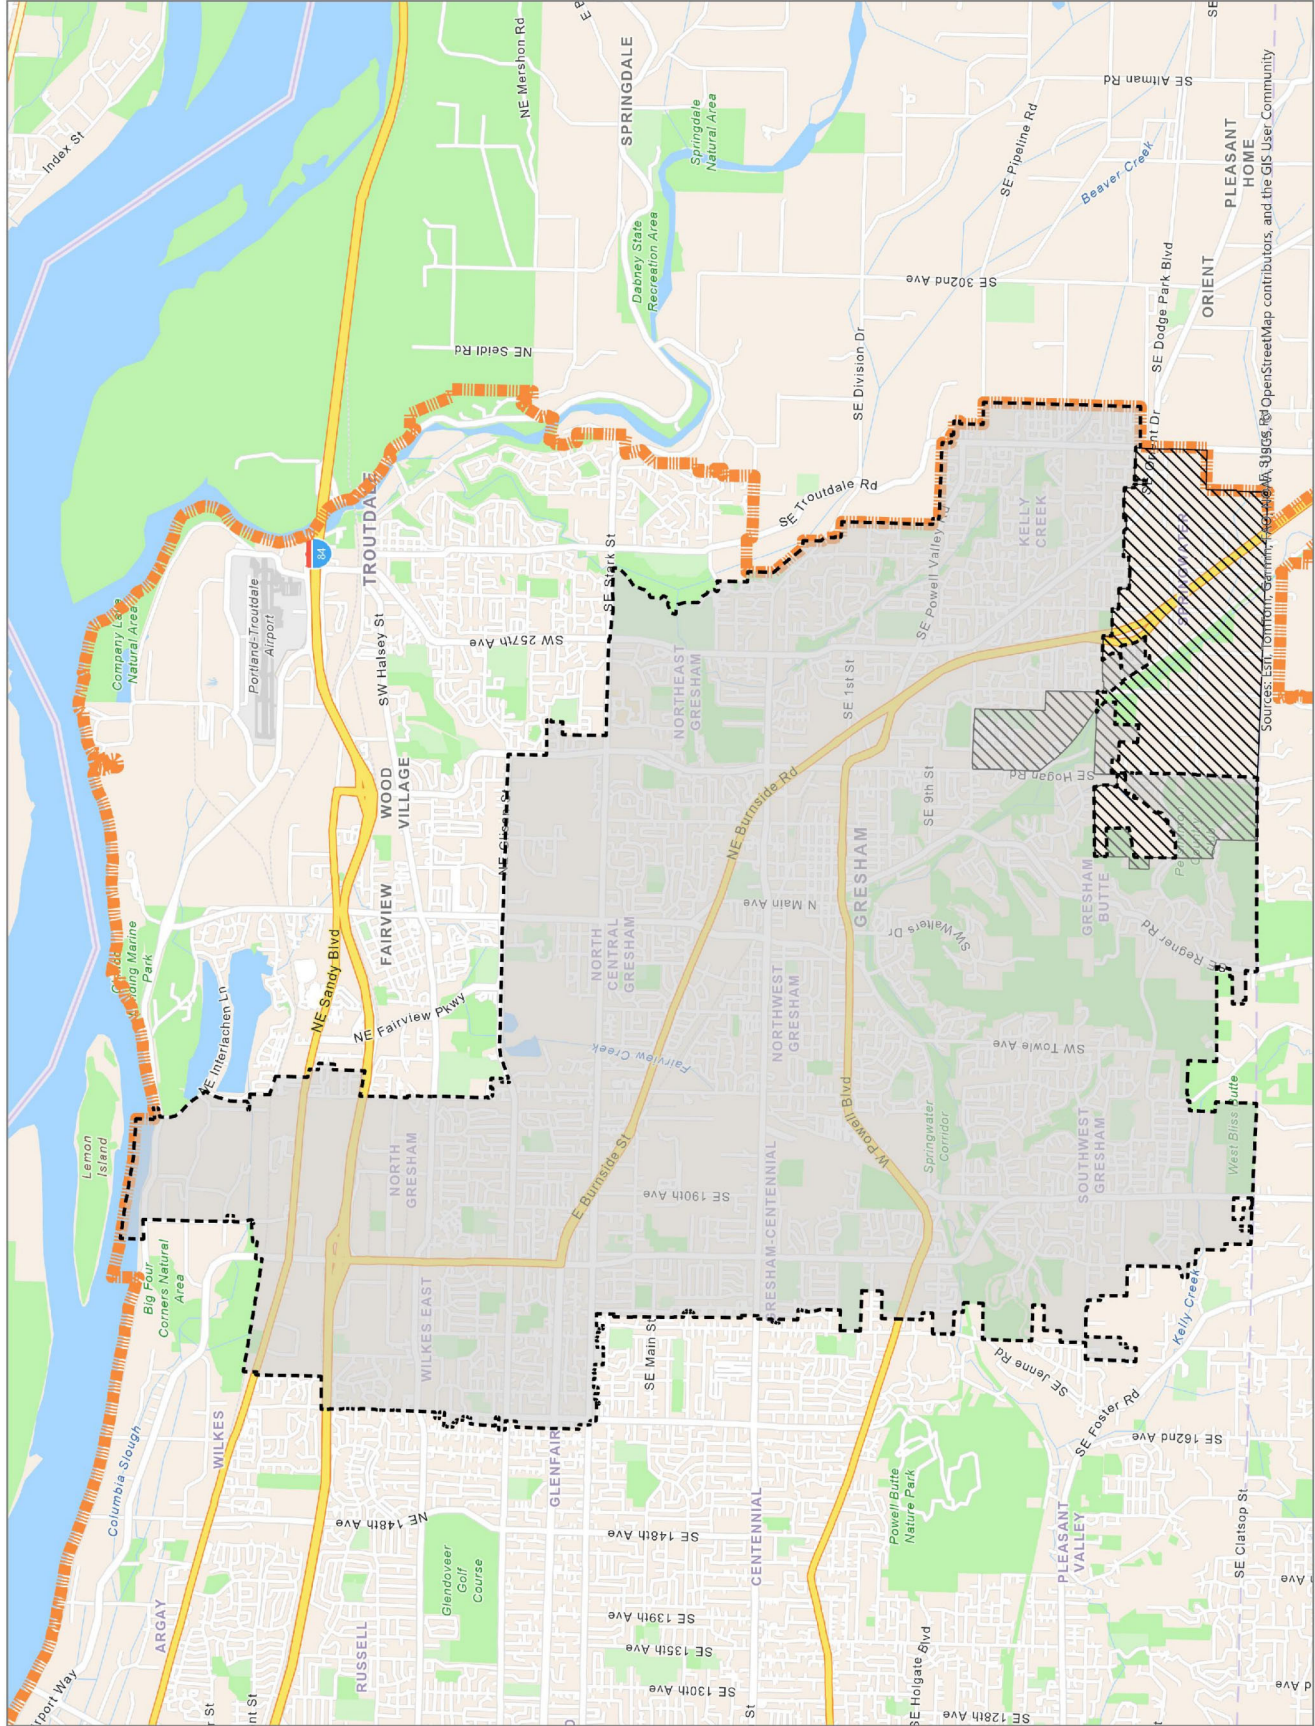 Index St
NE Mershon Rd
SPRINGDALE
Springdale
Natural Area
SE Pipeline Rd
SE Altman Rd
Beaver Creek
PLEASANT
HOME
Dabney State
Recreation Area
SE 302nd Ave
ORIENT
SE Dodge Park Blvd
NE Seidl Rd
SE Division Dr
SE Orient Dr
SE Troutdale Rd
TROUTDALE
84
Portland-Troutdale
Airport
Natural Area
SW Halsey St
SW 257th Ave
SE Stark St
KELLY
CREEK
SE Powell Valley Rd
SPRINGWATER
NORTHEAST
GRESHAM
SE 1st St
SE 9th St
SE Hogan Rd
NE Burnside Rd
WOOD
VILLAGE
FAIRVIEW
Park
NE Sandy Blvd
NE Fairview Pkwy
NE Interlachen Ln
NORTH
CENTRAL
GRESHAM
N Main Ave
GRESHAM
SW Walters Dr
GRESHAM
BUTTE
SE Regner Rd
NORTHWEST
GRESHAM
Fairview Creek
SW Towle Ave
Lemon
Island
NORTH
GRESHAM
E Burnside St
SE 190th Ave
W Powell Blvd
Springwater
Corridor
SOUTHWEST
GRESHAM
West Bliss Butte
GRESHAM-CENTENNIAL
Big Four
Corners Natural
Area
WILKES EAST
SE Main St
SE Jenne Rd
Kelly Creek
SE Foster Rd
SE 162nd Ave
Columbia Slough
WILKES
GLENFAIR
CENTENNIAL
Powell Butte
Nature Park
PLEASANT
VALLEY
SE Clatsop St
NE 148th Ave
SE 148th Ave
Glendoveer
Golf
Course
SE 139th Ave
SE 135th Ave
SE 130th Ave
SE Holgate Blvd
SE 128th Ave
ARGAY
RUSSELL
rport Way
nt St
Sources: Esri, TomTom, Garmin, FAO, NOAA, USGS, © OpenStreetMap contributors, and the GIS User Community